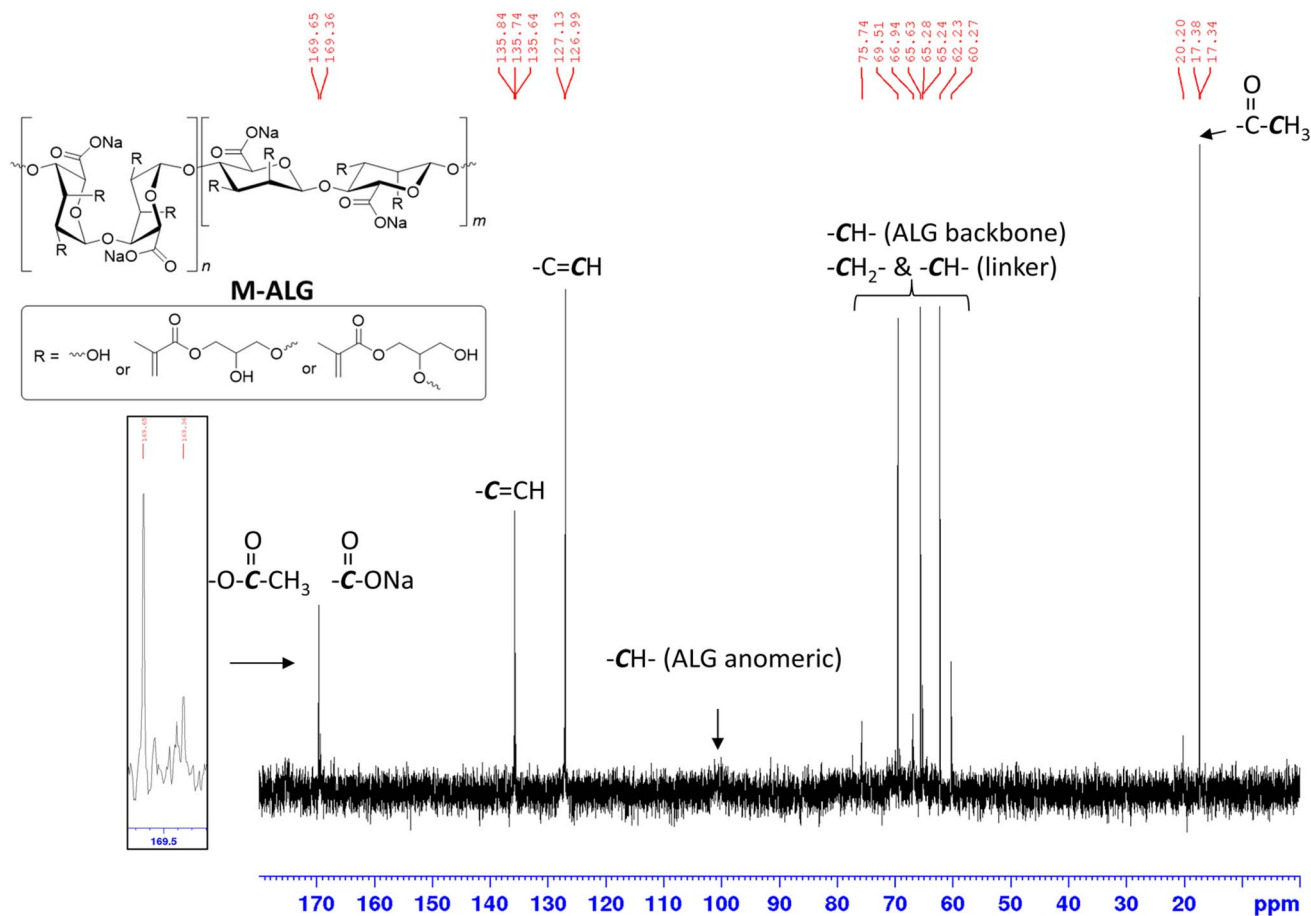 169.65
169.36
135.84
135.74
135.64
127.13
126.99
75.74
69.51
66.94
65.63
65.28
65.24
62.23
60.27
20.20
17.38
17.34
O
-C-CH3
O
ONa
R
R
R
R
O
O
O
O
NaO
O
n
O
O
ONa
R
R
O
O
R
R
O
O
O
ONa
m
M-ALG
R = OH
or
O
O
O
OH
or
O
O
OH
O
-CH- (ALG backbone)
-CH2- & -CH- (linker)
-C=CH
-C=CH
169.65
169.36
169.5
O
-O-C-CH3
O
-C-ONa
-CH- (ALG anomeric)
170 160 150 140 130 120 110 100 90 80 70 60 50 40 30 20 ppm